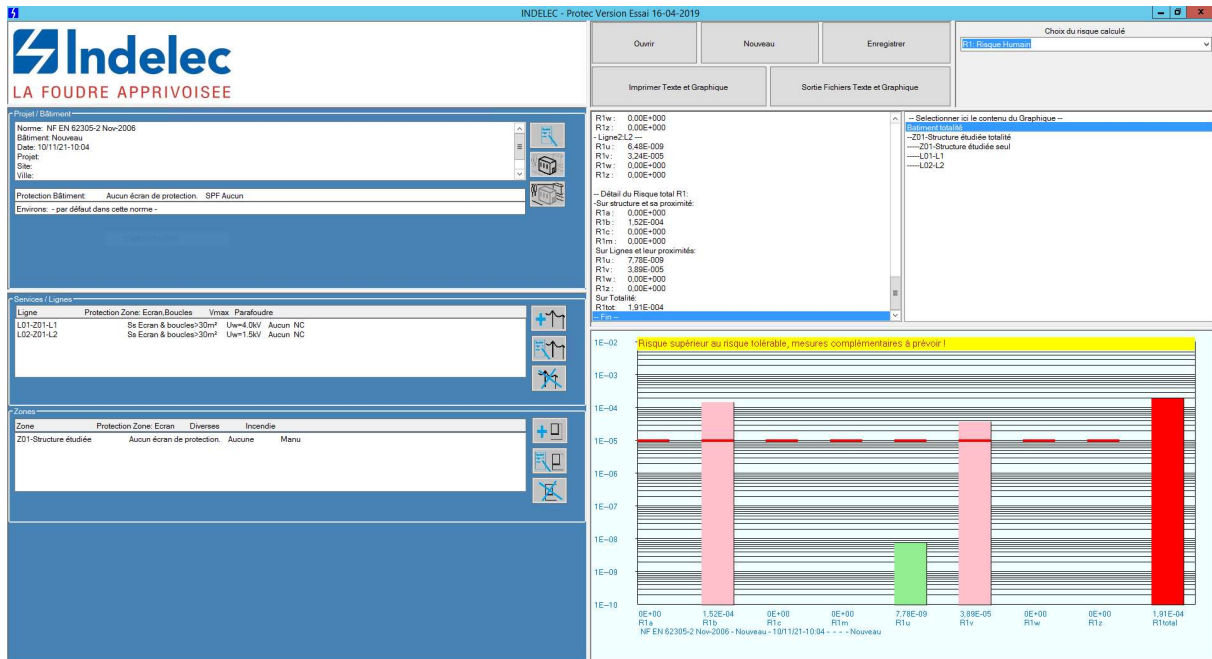 INDELEC - Protec Version Essai 16-04-2019
Indelec
LA FOUDRE APPRIVOISEE
Ouvrir
Nouveau
Enregistrer
Imprimer Texte et Graphique
Sortie Fichiers Texte et Graphique
Choix du risque calculé
R1: Risque Humain
Projet / Bâtiment
Norme: NF EN 62305-2 Nov-2006
Bâtiment: Nouveau
Date: 10/11/21-10:04
Projet:
Site:
Ville:
Protection Bâtiment: Aucun écran de protection. SPF Aucun
Environs: - par défaut dans cette norme -
Services / Lignes
Ligne Protection Zone: Ecran,Boucles Vmax Parafoudre
L01-Z01-L1 Ss Ecran & boucles>30m² Uw=4.0kV Aucun NC
L02-Z01-L2 Ss Ecran & boucles>30m² Uw=1.5kV Aucun NC
Zones
Zone Protection Zone: Ecran Diverses Incendie
Z01-Structure étudiée Aucun écran de protection. Aucune Manu
R1w : 0,00E+000
R1z : 0,00E+000
- Ligne2:L2 ---
R1u : 6,48E-009
R1v : 3,24E-005
R1w : 0,00E+000
R1z : 0,00E+000
-- Détail du Risque total R1:
-Sur structure et sa proximité:
R1a : 0,00E+000
R1b : 1,52E-004
R1c : 0,00E+000
R1m : 0,00E+000
Sur Lignes et leur proximités:
R1u : 7,78E-009
R1v : 3,89E-005
R1w : 0,00E+000
R1z : 0,00E+000
Sur Totalité:
R1tot: 1,91E-004
-- Fin --
-- Selectionner ici le contenu du Graphique --
Batiment totalité
--Z01-Structure étudiée totalité
-----Z01-Structure étudiée seul
-----L01-L1
-----L02-L2
Risque supérieur au risque tolérable, mesures complémentaires à prévoir !
1E-02
1E-03
1E-04
1E-05
1E-06
1E-07
1E-08
1E-09
1E-10
0E+00 1,52E-04 0E+00 0E+00 7,78E-09 3,89E-05 0E+00 0E+00 1,91E-04
R1a R1b R1c R1m R1u R1v R1w R1z R1total
NF EN 62305-2 Nov-2006 - Nouveau - 10/11/21-10:04 - - - - Nouveau